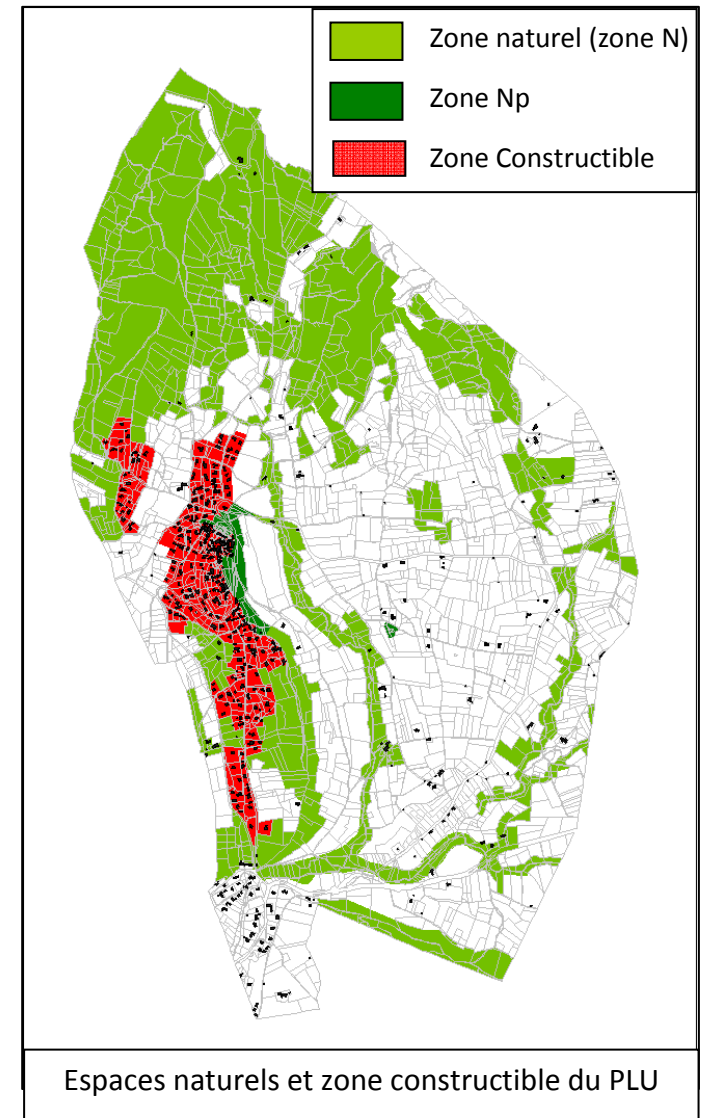 Zone naturel (zone N)
Zone Np
Zone Constructible
Espaces naturels et zone constructible du PLU